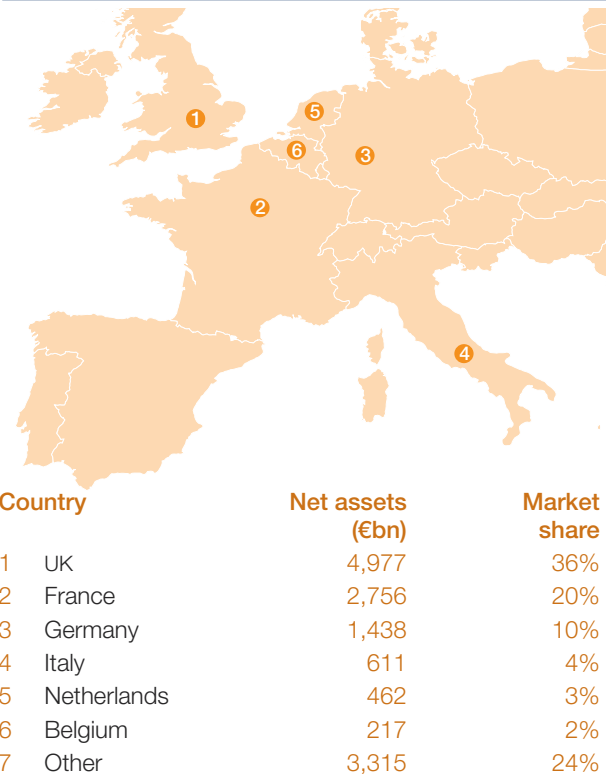 1
5
6
3
2
4
Country Net assets Market
(€bn) share
1 UK 4,977 36%
2 France 2,756 20%
3 Germany 1,438 10%
4 Italy 611 4%
5 Netherlands 462 3%
6 Belgium 217 2%
7 Other 3,315 24%